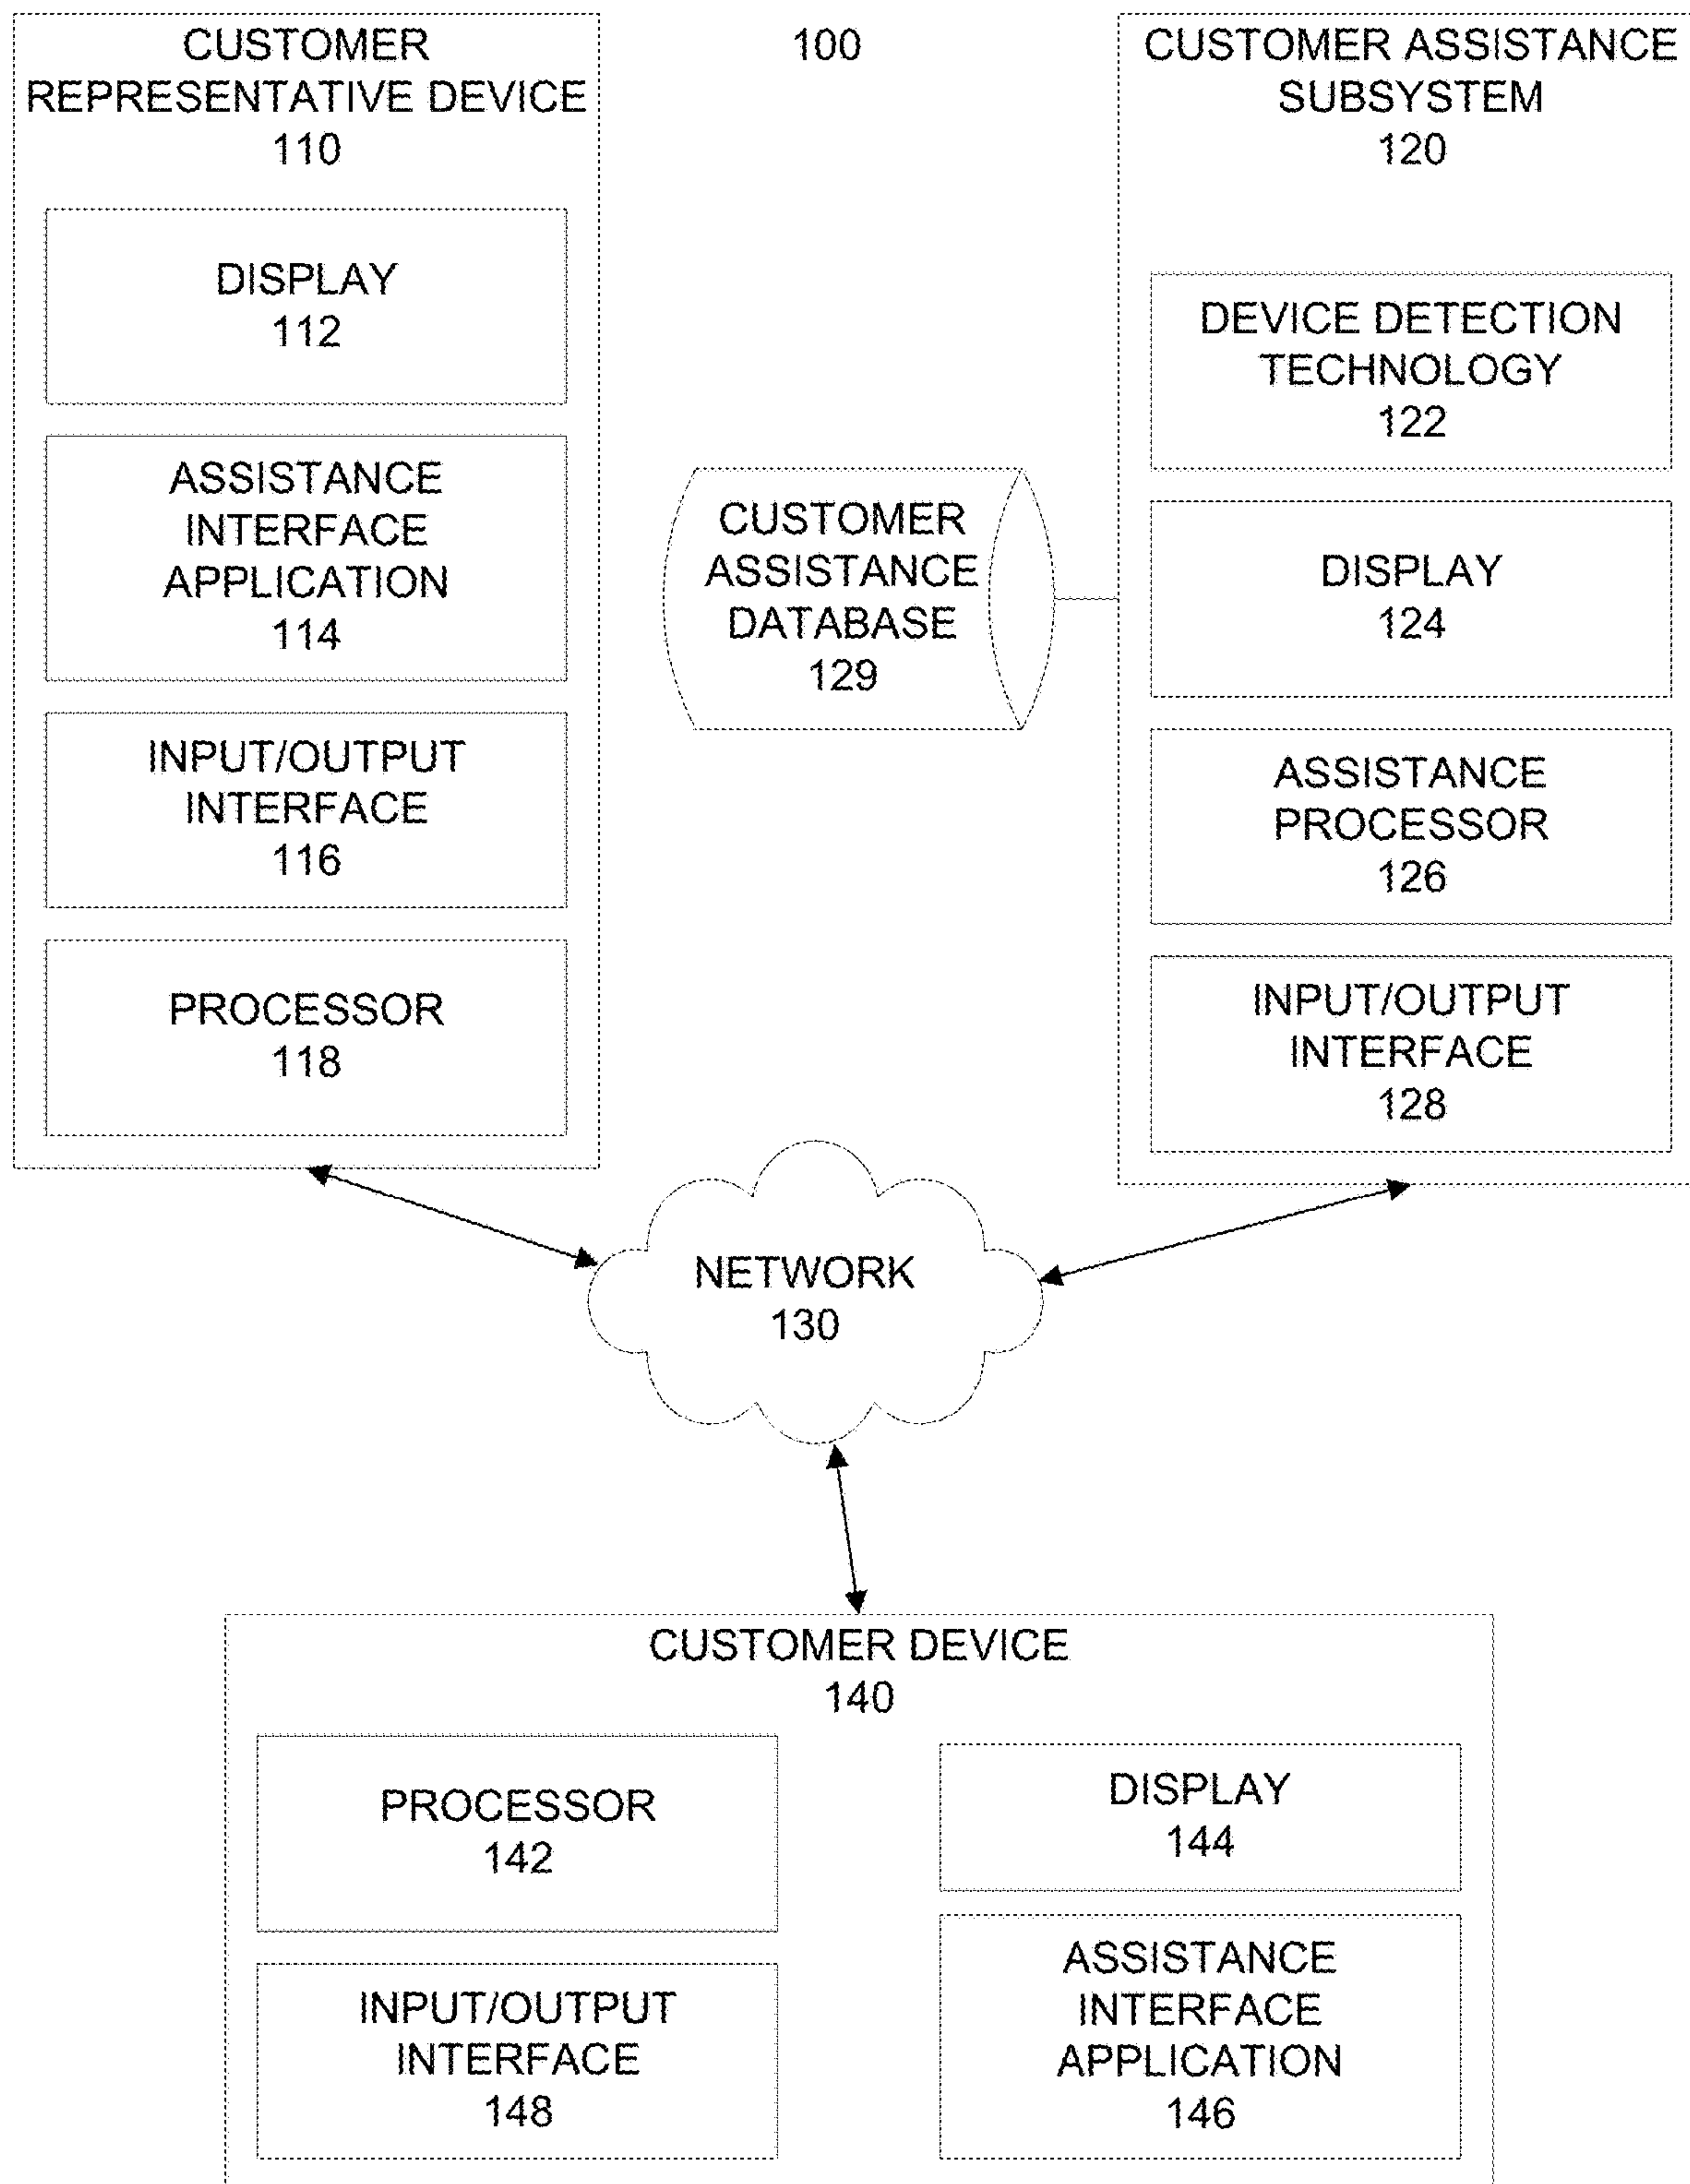 CUSTOMER
REPRESENTATIVE DEVICE
110
DISPLAY
112
ASSISTANCE
INTERFACE
APPLICATION
114
INPUT/OUTPUT
INTERFACE
116
PROCESSOR
118
100
CUSTOMER
ASSISTANCE
DATABASE
129
CUSTOMER ASSISTANCE
SUBSYSTEM
120
DEVICE DETECTION
TECHNOLOGY
122
DISPLAY
124
ASSISTANCE
PROCESSOR
126
INPUT/OUTPUT
INTERFACE
128
NETWORK
130
CUSTOMER DEVICE
140
PROCESSOR
142
INPUT/OUTPUT
INTERFACE
148
DISPLAY
144
ASSISTANCE
INTERFACE
APPLICATION
146